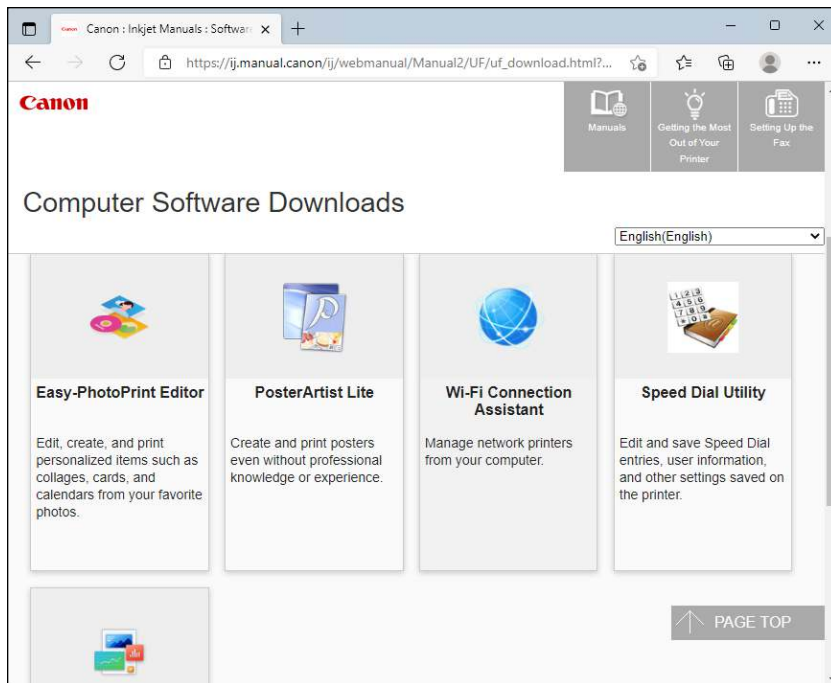 Canon : Inkjet Manuals : Softwar
https://ij.manual.canon/ij/webmanual/Manual2/UF/uf_download.html?...
Canon
Manuals
Getting the Most
Out of Your
Printer
Setting Up the
Fax
Computer Software Downloads
English(English)
Easy-PhotoPrint Editor
Edit, create, and print
personalized items such as
collages, cards, and
calendars from your favorite
photos.
PosterArtist Lite
Create and print posters
even without professional
knowledge or experience.
Wi-Fi Connection
Assistant
Manage network printers
from your computer.
Speed Dial Utility
Edit and save Speed Dial
entries, user information,
and other settings saved on
the printer.
PAGE TOP